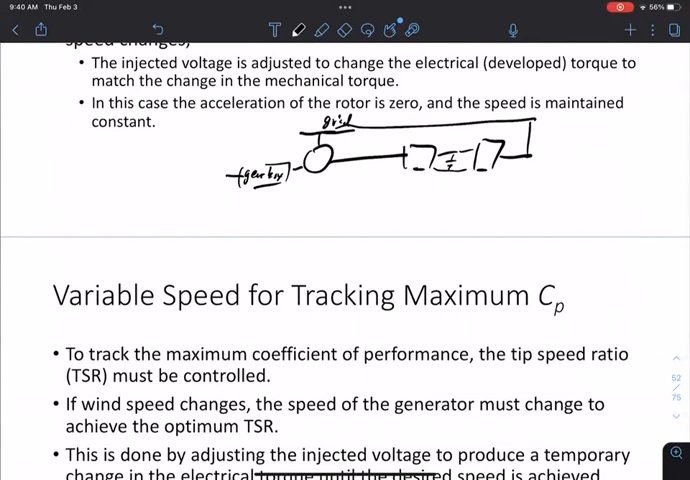 9:40 AM Thu Feb 3
56%
speed changes,
• The injected voltage is adjusted to change the electrical (developed) torque to
match the change in the mechanical torque.
• In this case the acceleration of the rotor is zero, and the speed is maintained
constant.
grid
gear box
Variable Speed for Tracking Maximum Cp
• To track the maximum coefficient of performance, the tip speed ratio
(TSR) must be controlled.
• If wind speed changes, the speed of the generator must change to
achieve the optimum TSR.
• This is done by adjusting the injected voltage to produce a temporary
change in the electrical torque until the desired speed is achieved
52
/
75